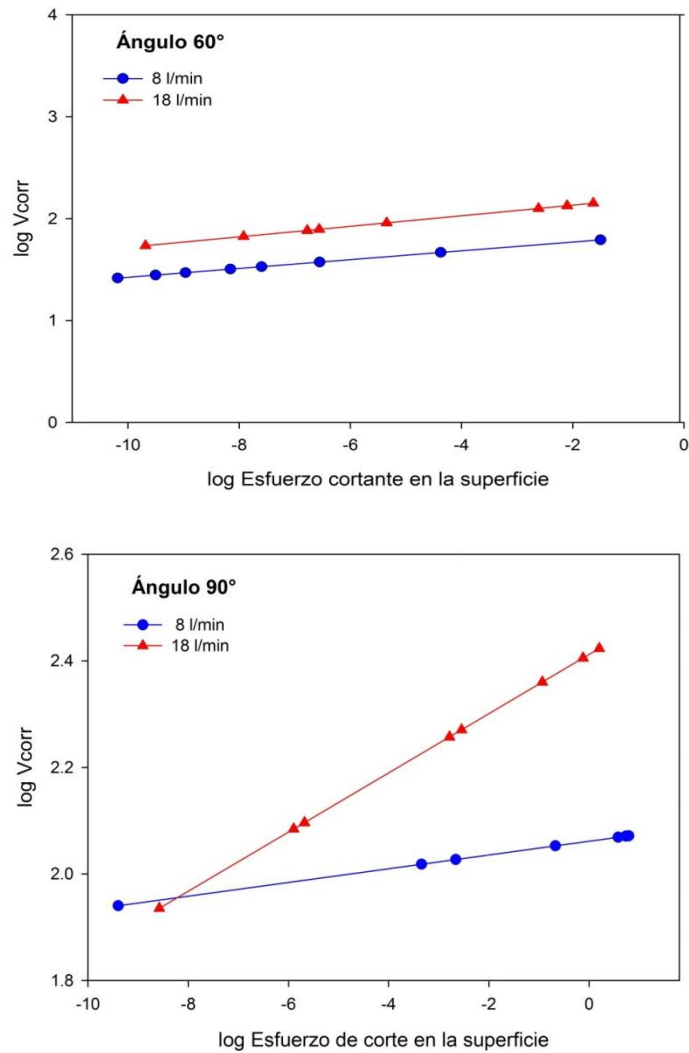 4
Ángulo 60°
8 l/min
18 l/min
3
log Vcorr
2
1
0
-10 -8 -6 -4 -2 0
log Esfuerzo cortante en la superficie
2.6
Ángulo 90°
8 l/min
18 l/min
2.4
log Vcorr
2.2
2.0
1.8
-10 -8 -6 -4 -2 0
log Esfuerzo de corte en la superficie